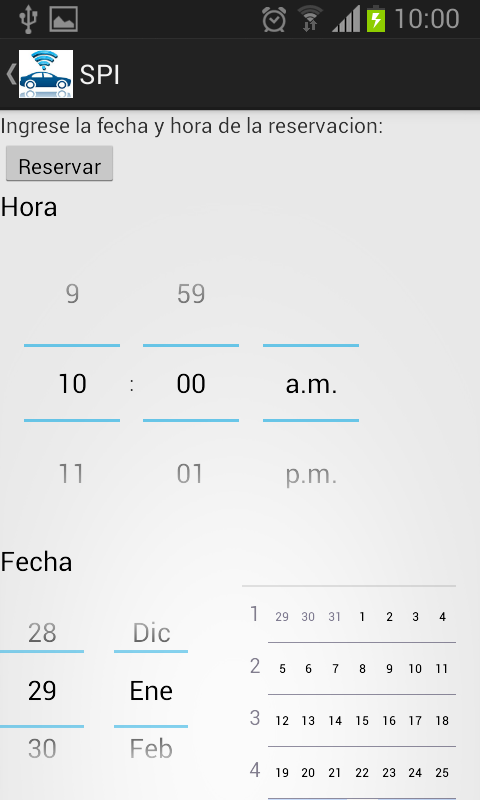 10:00
SPI
Ingrese la fecha y hora de la reservacion:
Reservar
Hora
9 59
10 : 00 a.m.
11 01 p.m.
Fecha
28 Dic
29 Ene
30 Feb
1 29 30 31 1 2 3 4
2 5 6 7 8 9 10 11
3 12 13 14 15 16 17 18
4 19 20 21 22 23 24 25